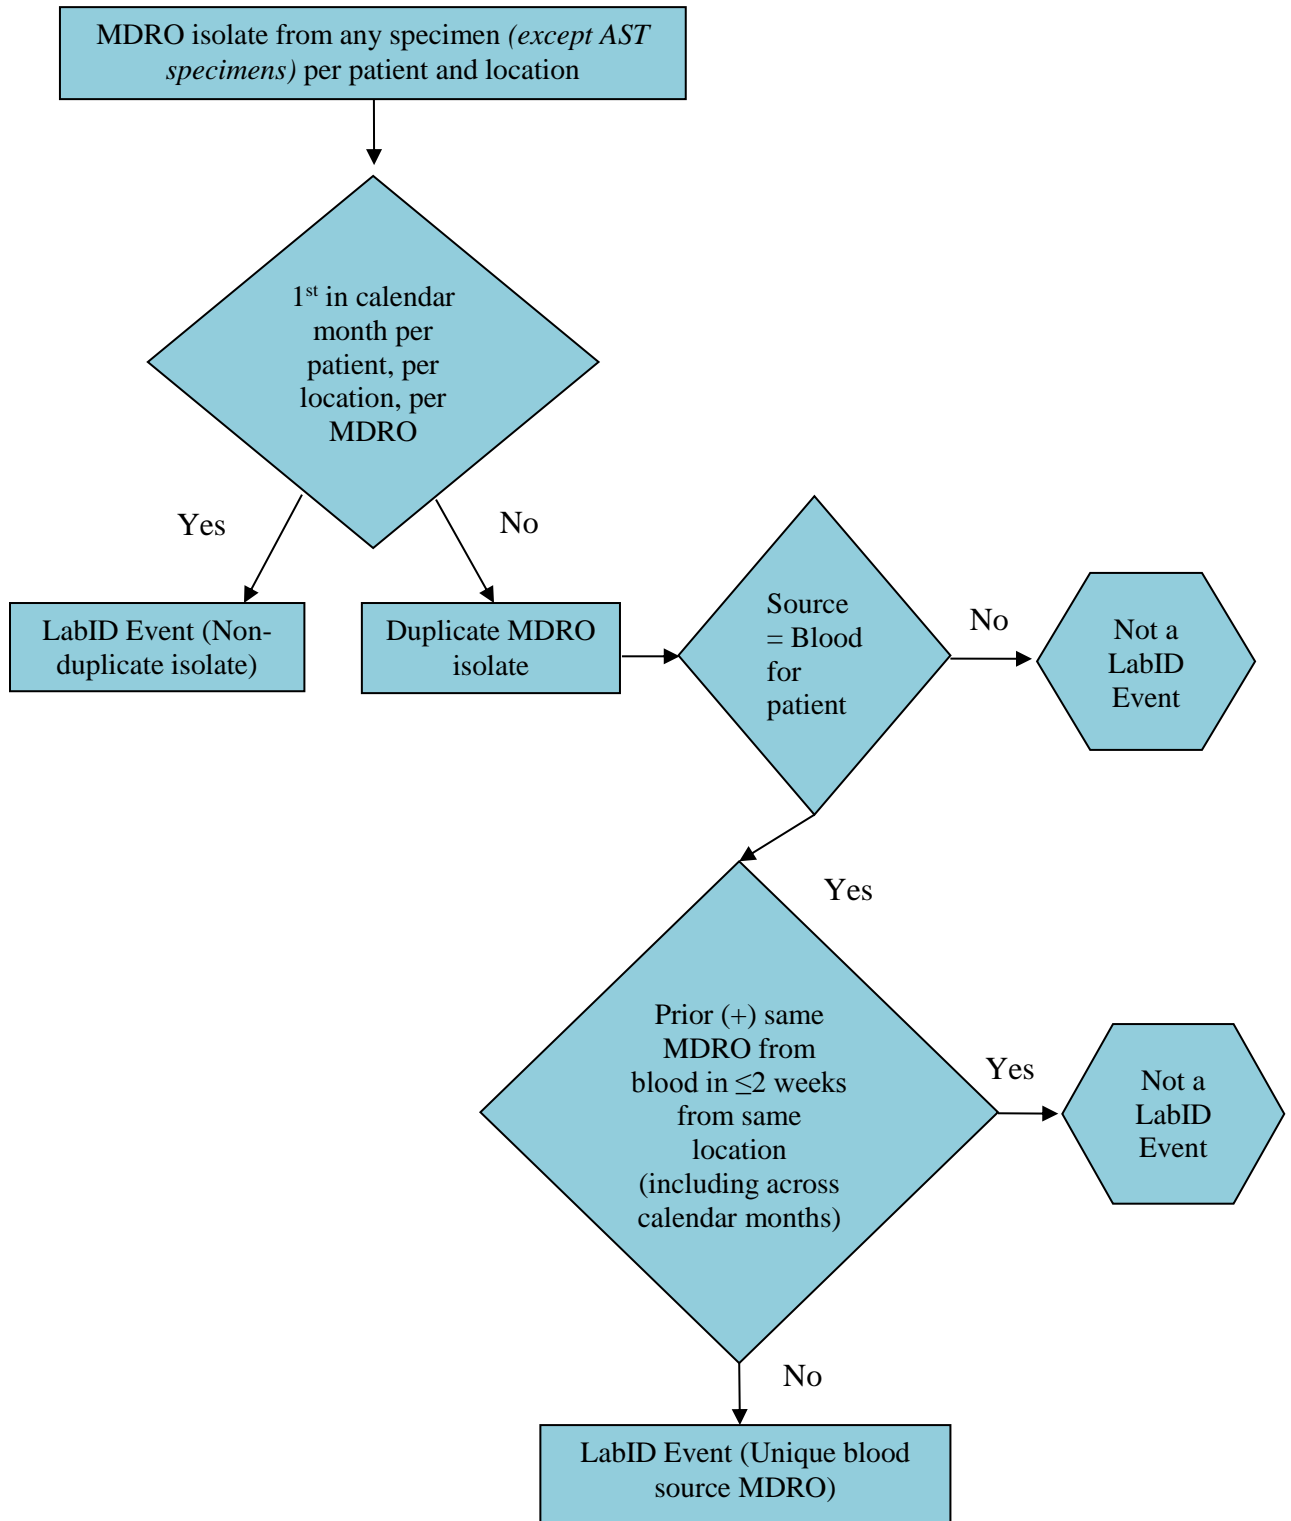 MDRO isolate from any specimen (except AST
specimens) per patient and location
1st in calendar
month per
patient, per
location, per
MDRO
Yes
No
LabID Event (Non-
duplicate isolate)
Duplicate MDRO
isolate
Source
= Blood
for
patient
No
Not a
LabID
Event
Yes
Prior (+) same
MDRO from
blood in ≤2 weeks
from same
location
(including across
calendar months)
Yes
Not a
LabID
Event
No
LabID Event (Unique blood
source MDRO)